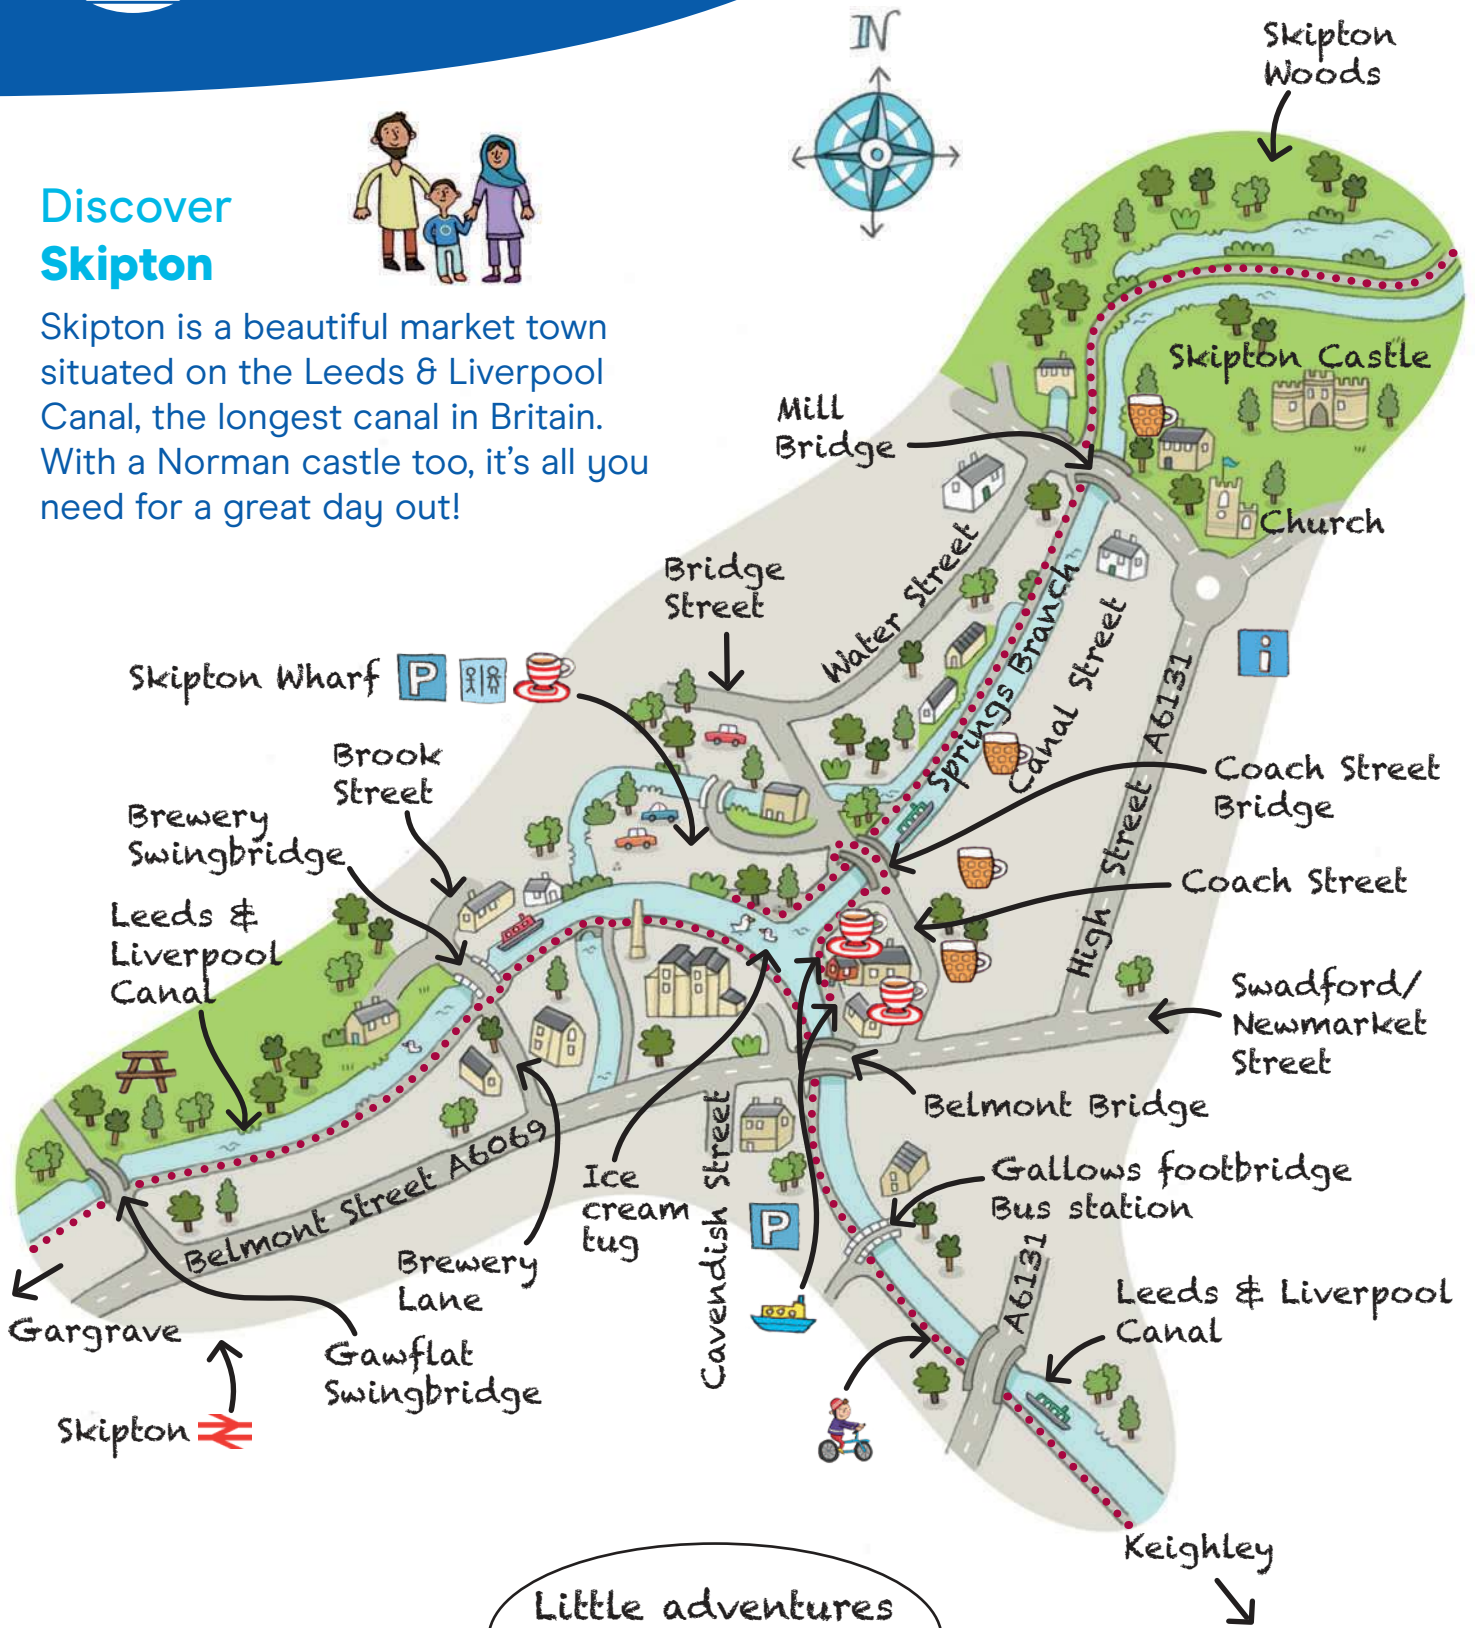 N
Skipton
Woods
Discover
Skipton
Skipton is a beautiful market town
situated on the Leeds & Liverpool
Canal, the longest canal in Britain.
With a Norman castle too, it's all you
need for a great day out!
Skipton Castle
Mill
Bridge
Church
Bridge
Street
Water Street
Springs Branch
Canal Street
Skipton Wharf
P
i
High Street A6131
Brook
Street
Coach Street
Bridge
Brewery
Swingbridge
Coach Street
Leeds &
Liverpool
Canal
Swadford/
Newmarket
Street
Belmont Bridge
Belmont Street A6069
Ice
cream
tug
Cavendish Street
P
Gallows footbridge
Bus station
Brewery
Lane
A6131
Leeds & Liverpool
Canal
Gargrave
Gawflat
Swingbridge
Skipton
Keighley
Little adventures